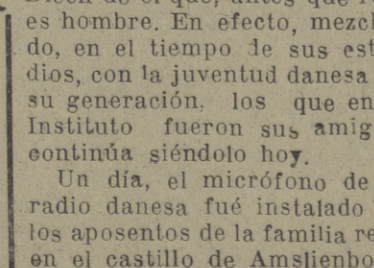 es hombre. En efecto, mezcl
do, en el tiempo de sus est
dios, con la juventud danesa
su generación, los que en
Instituto fueron sus amig
continúa siéndolo hoy.
Un día, el micrófono de
radio danesa fué instalado
los aposentos de la familia re
en el castillo de Amslienbo